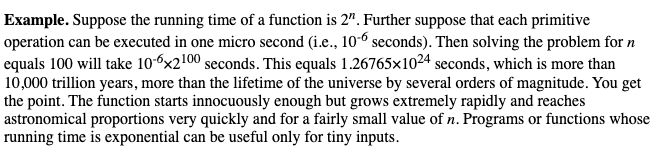 Example. Suppose the running time of a function is 2ⁿ. Further suppose that each primitive
operation can be executed in one micro second (i.e., 10⁻⁶ seconds). Then solving the problem for n
equals 100 will take 10⁻⁶×2¹⁰⁰ seconds. This equals 1.26765×10²⁴ seconds, which is more than
10,000 trillion years, more than the lifetime of the universe by several orders of magnitude. You get
the point. The function starts innocuously enough but grows extremely rapidly and reaches
astronomical proportions very quickly and for a fairly small value of n. Programs or functions whose
running time is exponential can be useful only for tiny inputs.